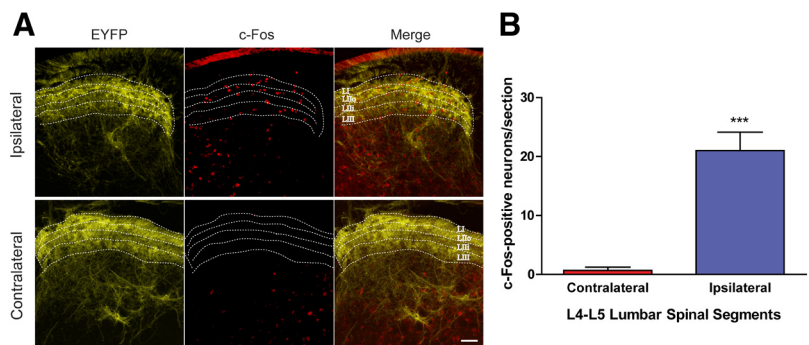 A
EYFP
c-Fos
Merge
Ipsilateral
LI
LIIo
LIIi
LIII
Contralateral
LI
LIIo
LIIi
LIII
B
c-Fos-positive neurons/section
30
20
10
0
***
Contralateral
Ipsilateral
L4-L5 Lumbar Spinal Segments